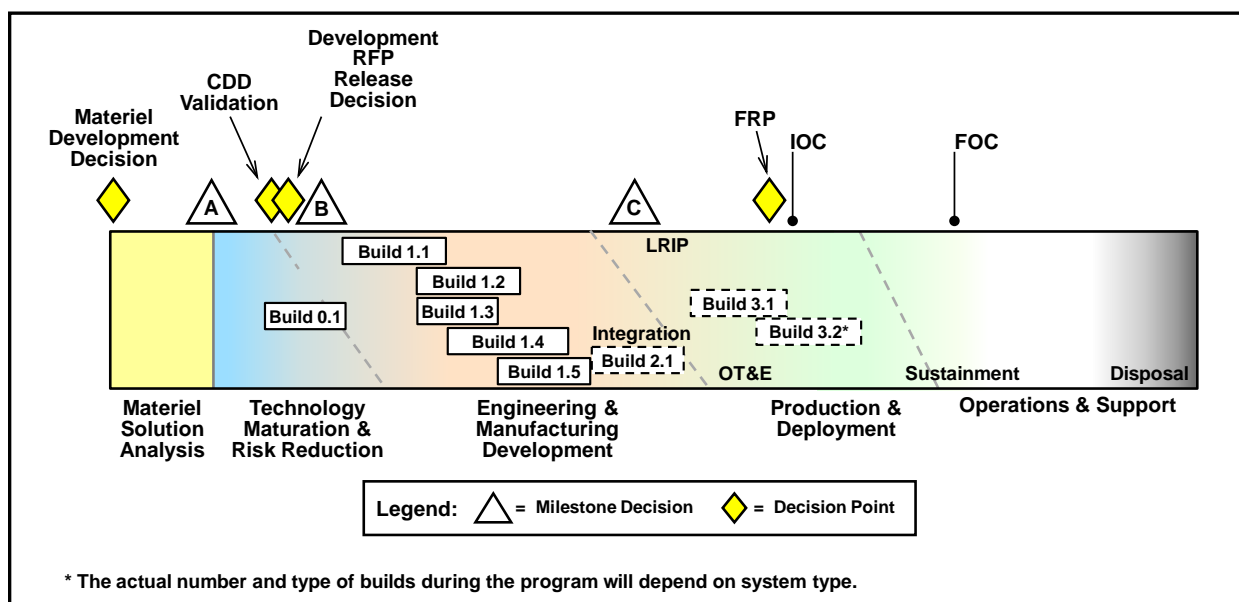 Materiel
Development
Decision
CDD
Validation
Development
RFP
Release
Decision
FRP
IOC
FOC
A
B
C
LRIP
Build 1.1
Build 1.2
Build 0.1
Build 1.3
Build 1.4
Build 1.5
Integration
Build 2.1
Build 3.1
Build 3.2*
OT&E
Sustainment
Disposal
Materiel
Solution
Analysis
Technology
Maturation &
Risk Reduction
Engineering &
Manufacturing
Development
Production &
Deployment
Operations & Support
Legend:
= Milestone Decision
= Decision Point
* The actual number and type of builds during the program will depend on system type.